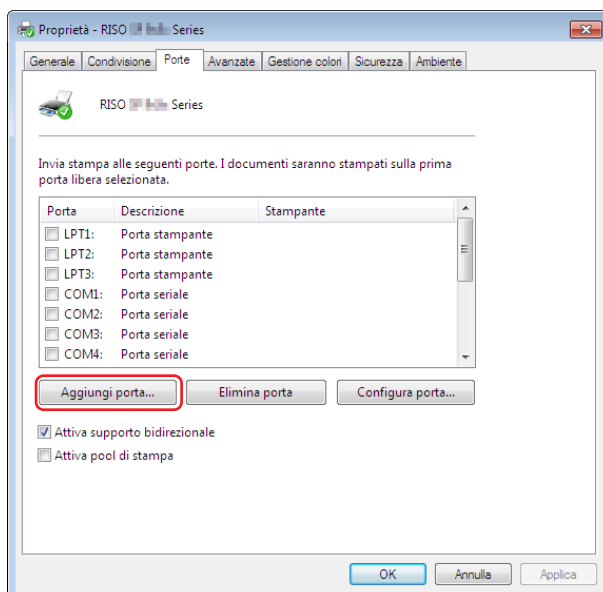 Proprietà - RISO Series
Generale Condivisione Porte Avanzate Gestione colori Sicurezza Ambiente
RISO Series
Invia stampa alle seguenti porte. I documenti saranno stampati sulla prima
porta libera selezionata.
Porta Descrizione Stampante
LPT1: Porta stampante
LPT2: Porta stampante
LPT3: Porta stampante
COM1: Porta seriale
COM2: Porta seriale
COM3: Porta seriale
COM4: Porta seriale
Aggiungi porta... Elimina porta Configura porta...
Attiva supporto bidirezionale
Attiva pool di stampa
OK Annulla Applica